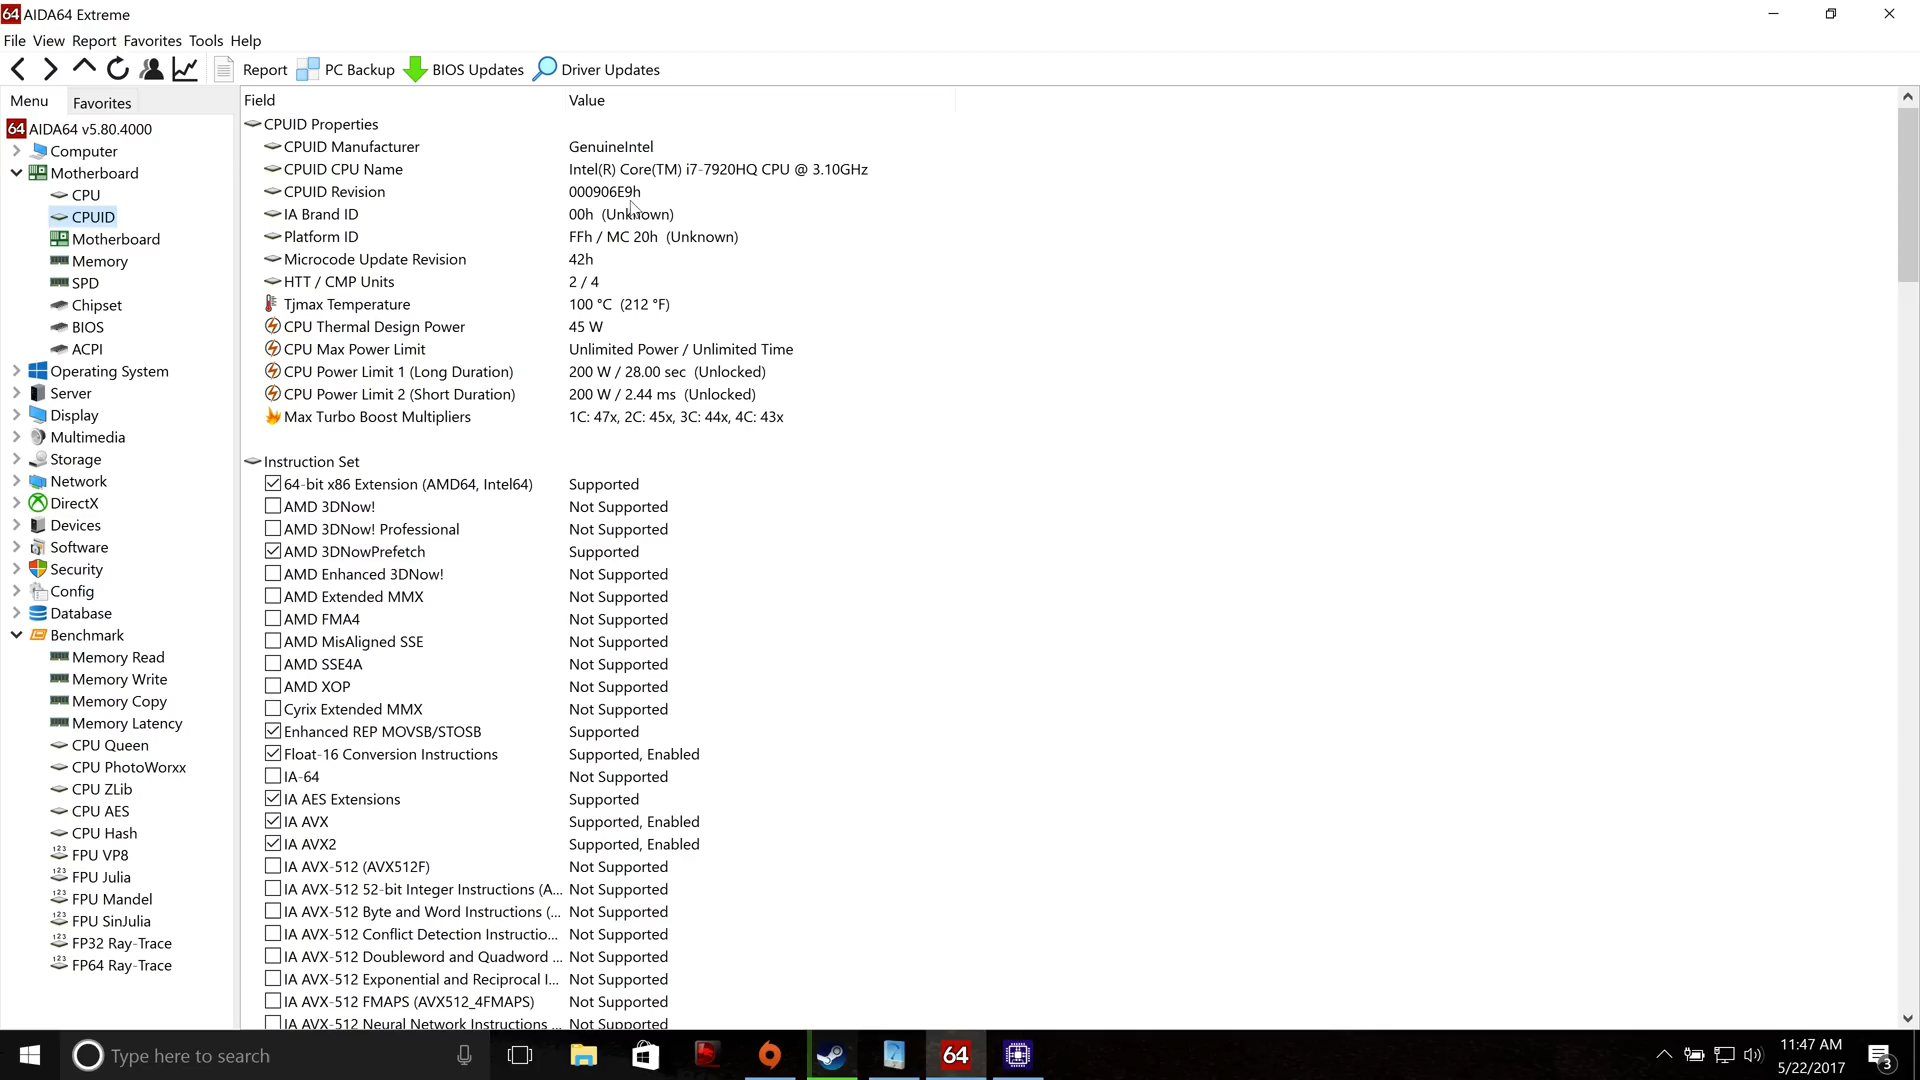 64 AIDA64 Extreme
File View Report Favorites Tools Help
Report PC Backup BIOS Updates Driver Updates
Menu Favorites
64 AIDA64 v5.80.4000
Computer
Motherboard
CPU
CPUID
Motherboard
Memory
SPD
Chipset
BIOS
ACPI
Operating System
Server
Display
Multimedia
Storage
Network
DirectX
Devices
Software
Security
Config
Database
Benchmark
Memory Read
Memory Write
Memory Copy
Memory Latency
CPU Queen
CPU PhotoWorxx
CPU ZLib
CPU AES
CPU Hash
123 FPU VP8
123 FPU Julia
123 FPU Mandel
123 FPU SinJulia
123 FP32 Ray-Trace
123 FP64 Ray-Trace
Field Value
CPUID Properties
CPUID Manufacturer GenuineIntel
CPUID CPU Name Intel(R) Core(TM) i7-7920HQ CPU @ 3.10GHz
CPUID Revision 000906E9h
IA Brand ID 00h (Unknown)
Platform ID FFh / MC 20h (Unknown)
Microcode Update Revision 42h
HTT / CMP Units 2 / 4
Tjmax Temperature 100 °C (212 °F)
CPU Thermal Design Power 45 W
CPU Max Power Limit Unlimited Power / Unlimited Time
CPU Power Limit 1 (Long Duration) 200 W / 28.00 sec (Unlocked)
CPU Power Limit 2 (Short Duration) 200 W / 2.44 ms (Unlocked)
Max Turbo Boost Multipliers 1C: 47x, 2C: 45x, 3C: 44x, 4C: 43x
Instruction Set
64-bit x86 Extension (AMD64, Intel64) Supported
AMD 3DNow! Not Supported
AMD 3DNow! Professional Not Supported
AMD 3DNowPrefetch Supported
AMD Enhanced 3DNow! Not Supported
AMD Extended MMX Not Supported
AMD FMA4 Not Supported
AMD MisAligned SSE Not Supported
AMD SSE4A Not Supported
AMD XOP Not Supported
Cyrix Extended MMX Not Supported
Enhanced REP MOVSB/STOSB Supported
Float-16 Conversion Instructions Supported, Enabled
IA-64 Not Supported
IA AES Extensions Supported
IA AVX Supported, Enabled
IA AVX2 Supported, Enabled
IA AVX-512 (AVX512F) Not Supported
IA AVX-512 52-bit Integer Instructions (A... Not Supported
IA AVX-512 Byte and Word Instructions (... Not Supported
IA AVX-512 Conflict Detection Instructio... Not Supported
IA AVX-512 Doubleword and Quadword ... Not Supported
IA AVX-512 Exponential and Reciprocal I... Not Supported
IA AVX-512 FMAPS (AVX512_4FMAPS) Not Supported
IA AVX-512 Neural Network Instructions ... Not Supported
Type here to search
64
11:47 AM
5/22/2017
3